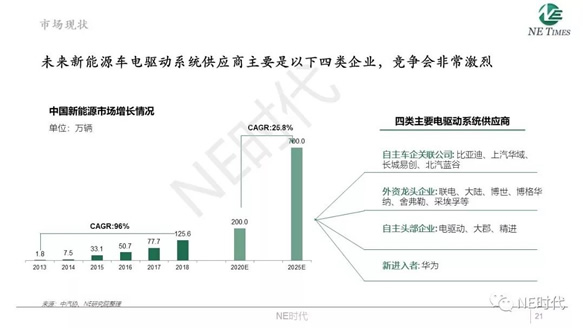 市场现状
NE TIMES
未来新能源车电驱动系统供应商主要是以下四类企业，竞争会非常激烈
中国新能源市场增长情况
单位：万辆
CAGR:96%
CAGR:25.8%
1.8
7.5
33.1
50.7
77.7
125.6
200.0
700.0
2013
2014
2015
2016
2017
2018
2020E
2025E
四类主要电驱动系统供应商
自主车企关联公司: 比亚迪、上汽华域、
长城易创、北汽蓝谷
外资龙头企业: 联电、大陆、博世、博格华
纳、舍弗勒、采埃孚等
自主头部企业: 电驱动、大郡、精进
新进入者: 华为
NE时代
来源：中汽协、NE研究院整理
NE时代
NE时代
21